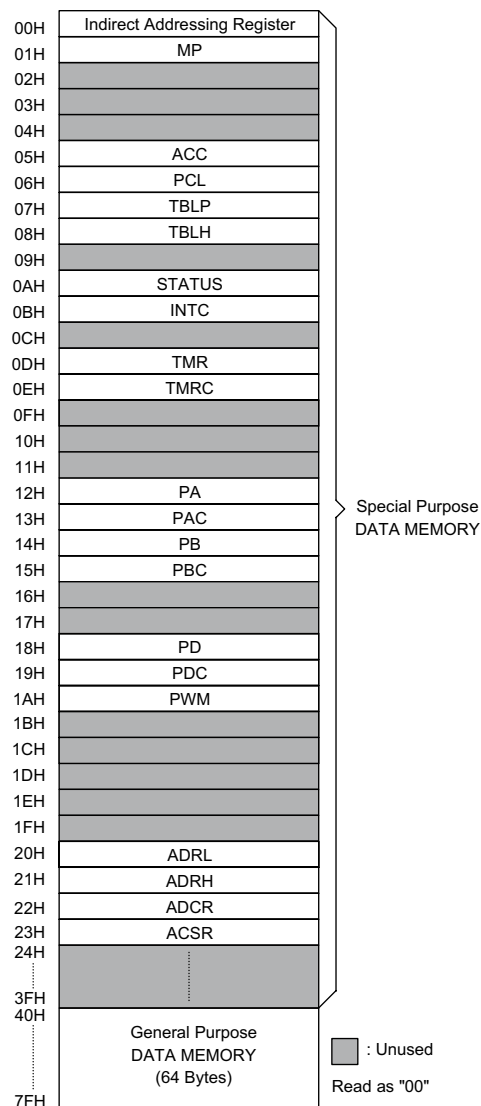 00H Indirect Addressing Register
01H MP
02H
03H
04H
05H ACC
06H PCL
07H TBLP
08H TBLH
09H
0AH STATUS
0BH INTC
0CH
0DH TMR
0EH TMRC
0FH
10H
11H
12H PA
13H PAC
14H PB
15H PBC
16H
17H
18H PD
19H PDC
1AH PWM
1BH
1CH
1DH
1EH
1FH
20H ADRL
21H ADRH
22H ADCR
23H ACSR
24H
3FH
40H
7FH
General Purpose
DATA MEMORY
(64 Bytes)
Special Purpose
DATA MEMORY
: Unused
Read as "00"